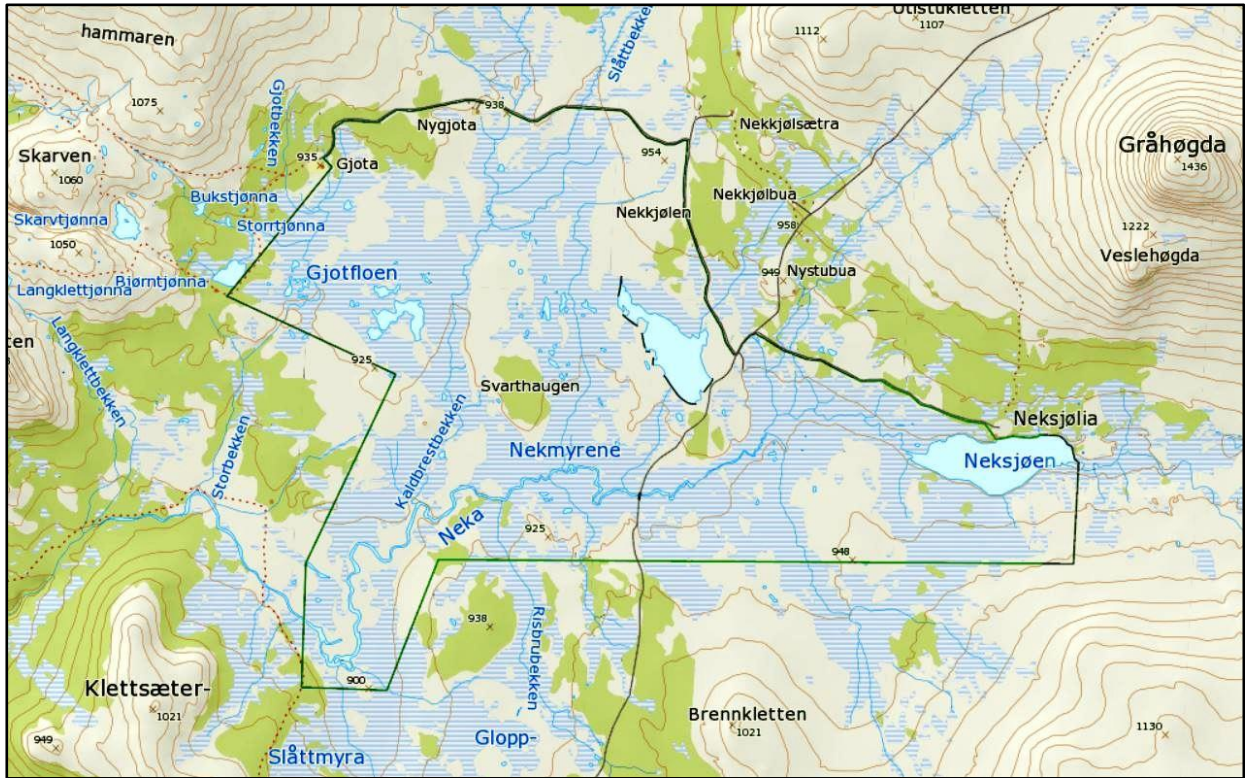 Utistukletten
1107
1112
hammaren
Slåttbekken
1075
938
Nygjota
Gjotbekken
Nekkjølsætra
Gråhøgda
1436
954
Skarven
1060
935
Gjota
Bukstjønna
Nekkjølbua
Nekkjølen
Skarvtjønna
Storrtjønna
958
1222
1050
Veslehøgda
Gjotfloen
949
Nystubua
Bjørntjønna
Langklettjønna
ten
Langklettbekken
925
Svarthaugen
Neksjølia
Storbekken
Kaldbrestbekken
Nekmyrene
Neksjøen
Neka
925
948
Risbrubekken
938
Klettsæter-
1021
900
Brennkletten
1021
949
Slåttmyra
Glopp-
1130